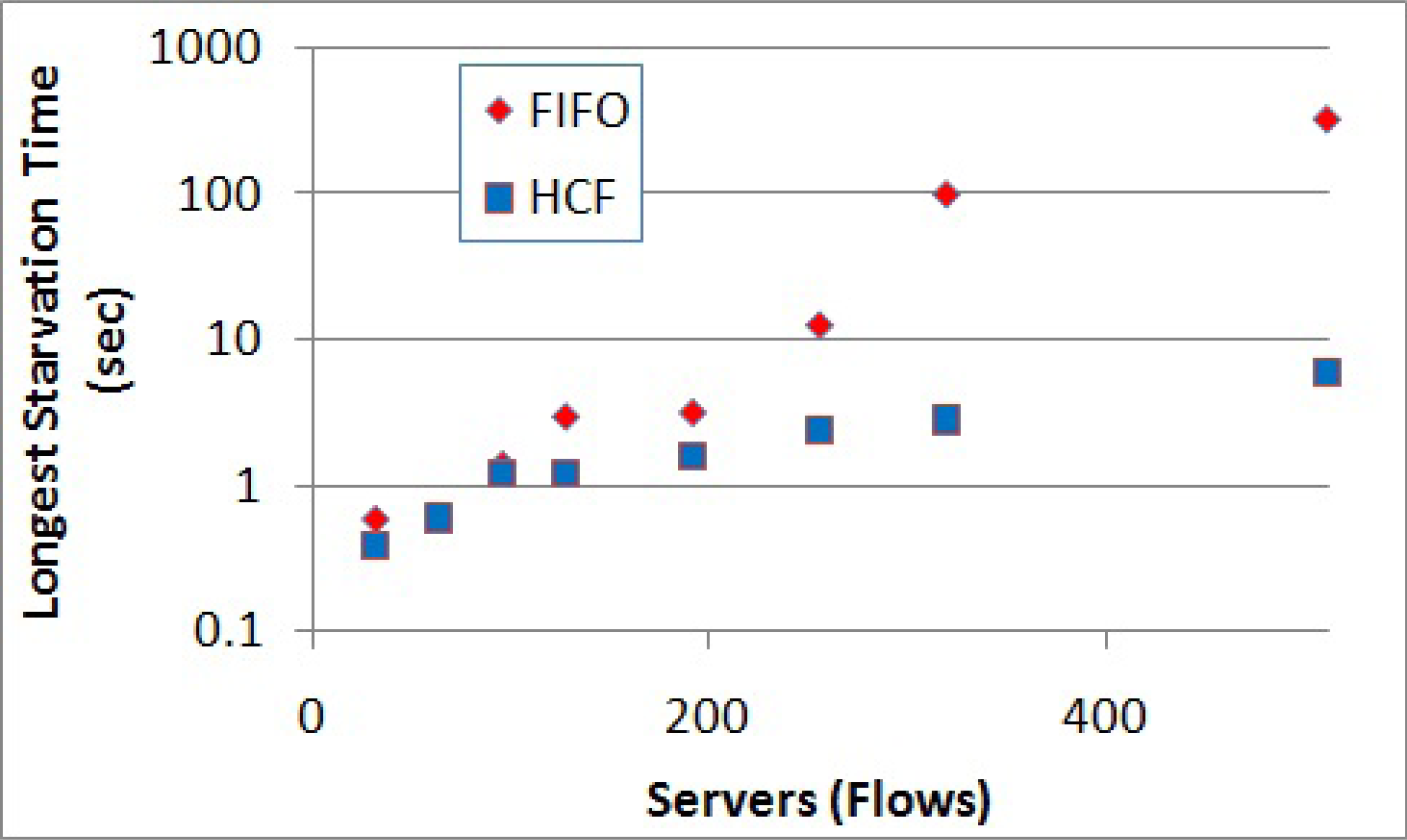 Longest Starvation Time
(sec)
1000
100
10
1
0.1
FIFO
HCF
0 200 400
Servers (Flows)